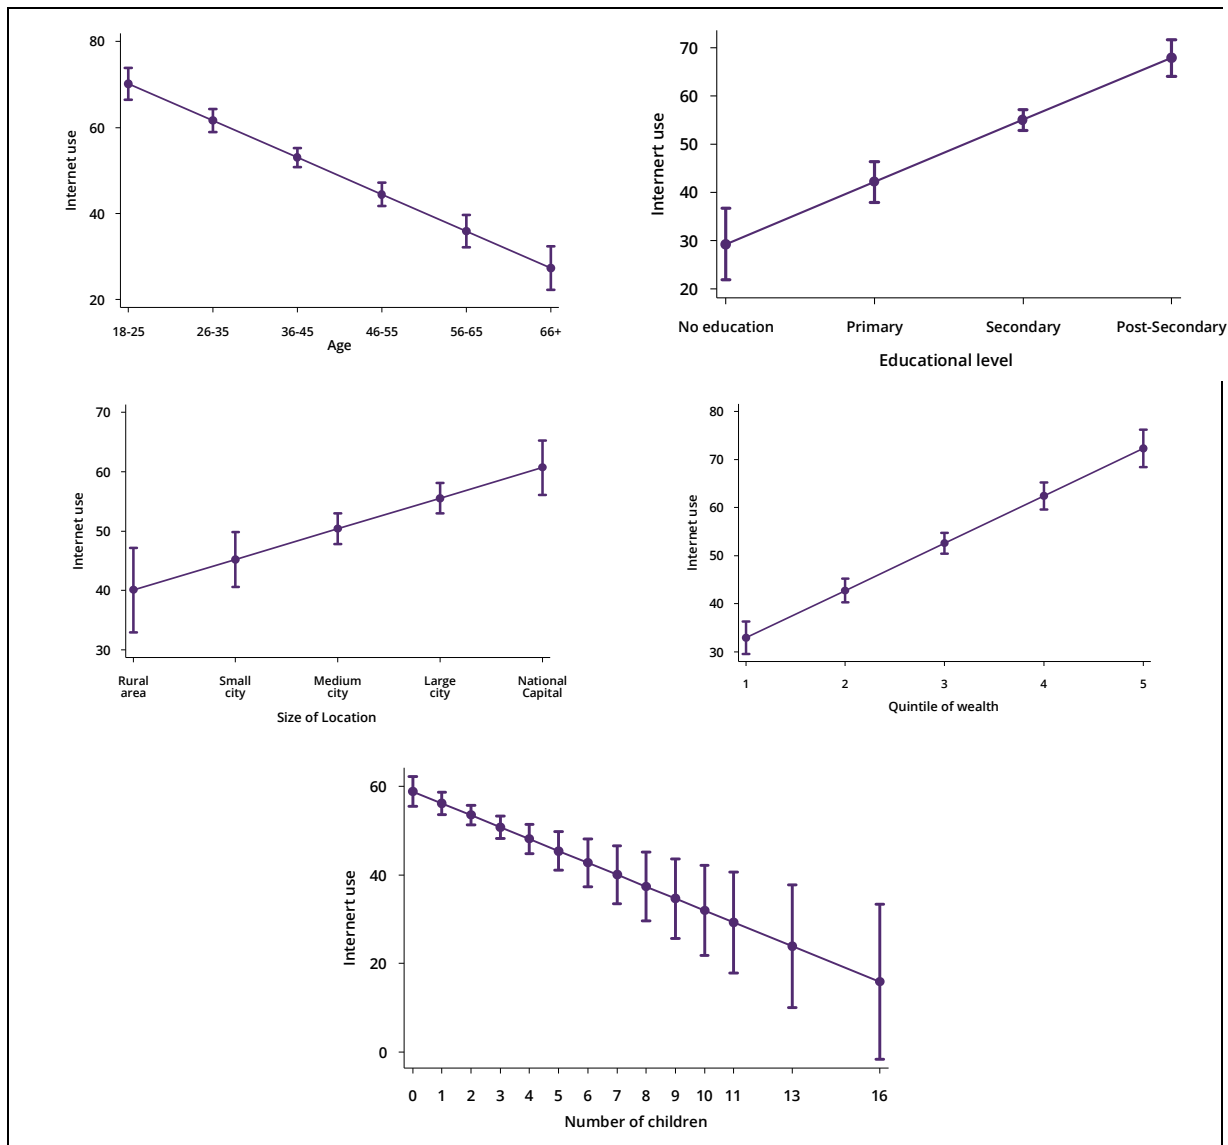 80
60
40
20
Internet use
18-25 26-35 36-45 46-55 56-65 66+
Age
70
60
50
40
30
20
Internert use
No education Primary Secondary Post-Secondary
Educational level
70
60
50
40
30
Internet use
Rural area Small city Medium city Large city National Capital
Size of Location
80
70
60
50
40
30
Internet use
1 2 3 4 5
Quintile of wealth
60
40
20
0
Internert use
0 1 2 3 4 5 6 7 8 9 10 11 13 16
Number of children